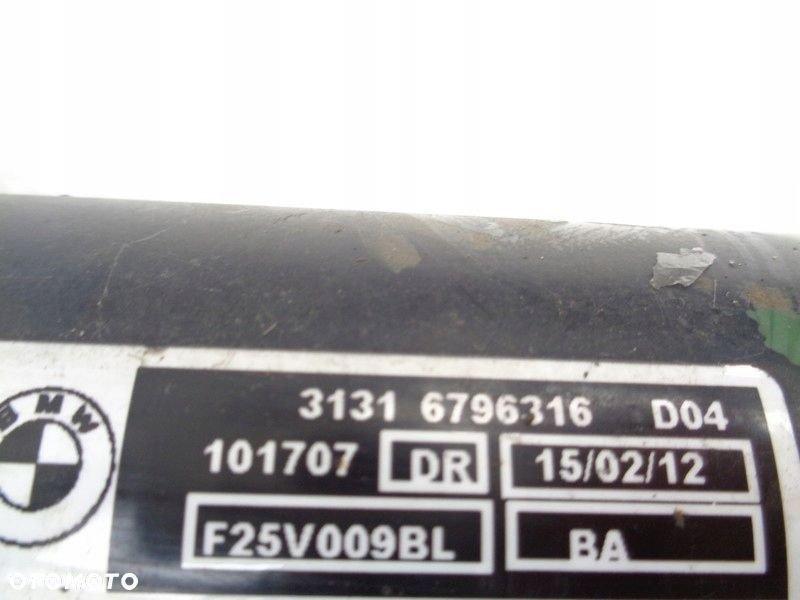 BMW
3131 6796316 D04
101707 DR 15/02/12
F25V009BL BA
OTOMOTO